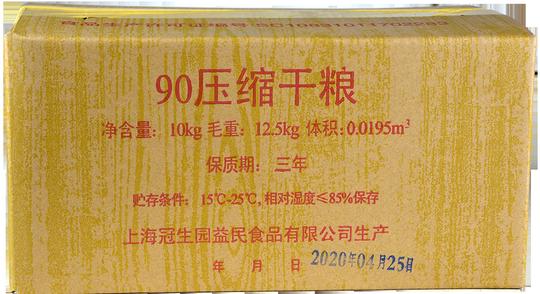 90压缩干粮
净含量：10kg 毛重：12.5kg 体积：0.0195m³
保质期：三年
贮存条件：15℃-25℃，相对湿度≤85%保存
上海冠生园益民食品有限公司生产
年 月 日 2020年04月25日